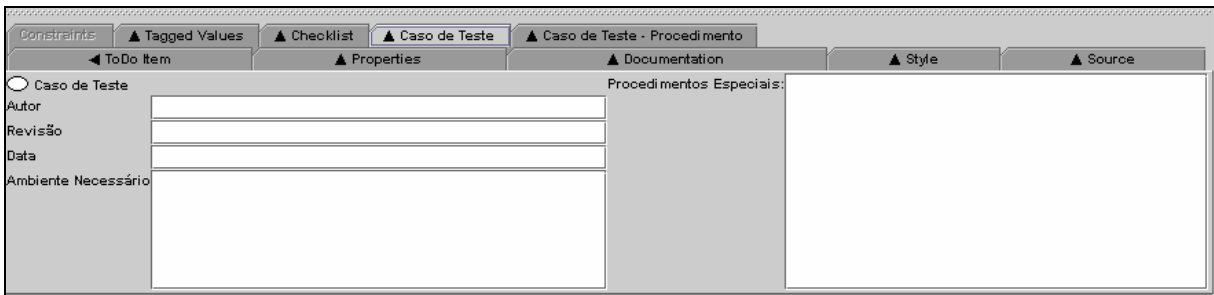 Constraints ▲ Tagged Values ▲ Checklist ▲ Caso de Teste ▲ Caso de Teste - Procedimento
◀ ToDo Item ▲ Properties ▲ Documentation ▲ Style ▲ Source
Caso de Teste Procedimentos Especiais:
Autor
Revisão
Data
Ambiente Necessário